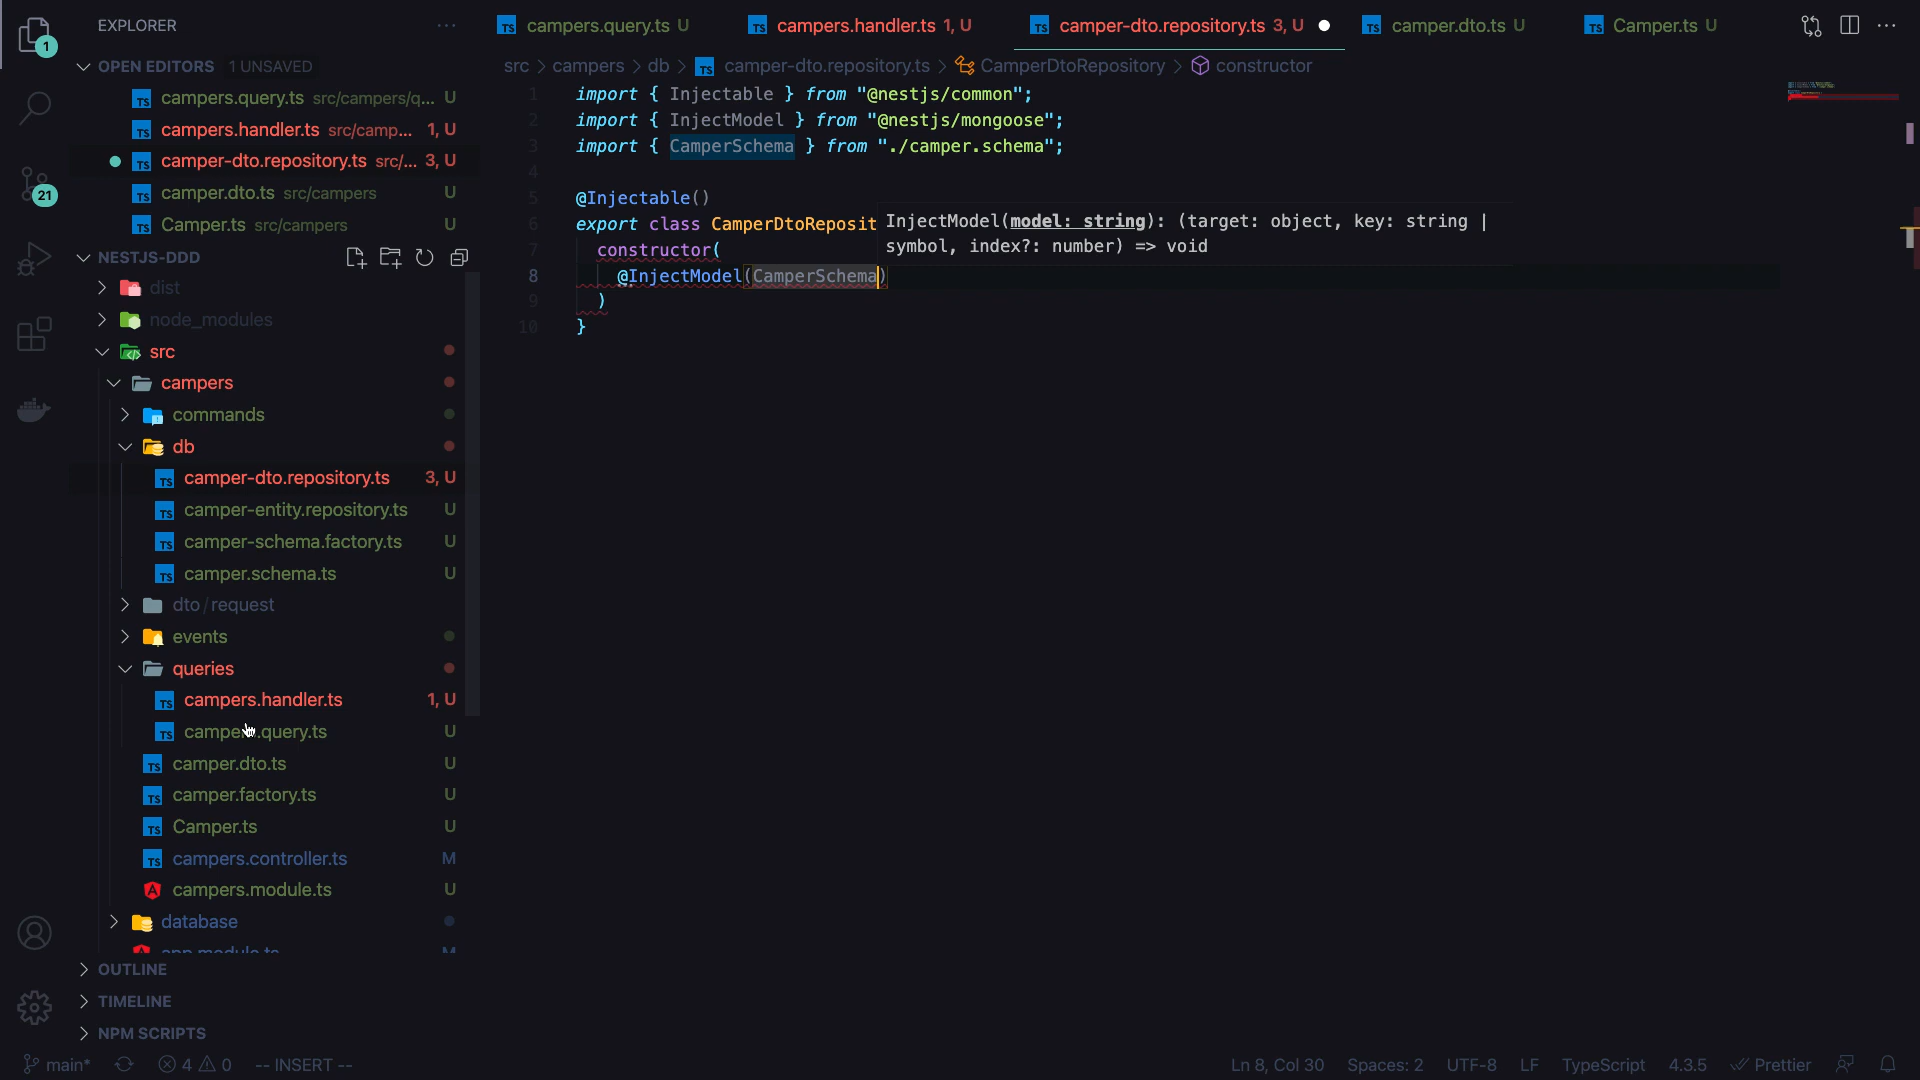 EXPLORER
OPEN EDITORS 1 UNSAVED
campers.query.ts src/campers/q... U
campers.handler.ts src/camp... 1, U
camper-dto.repository.ts src/... 3, U
camper.dto.ts src/campers U
Camper.ts src/campers U
NESTJS-DDD
dist
node_modules
src
campers
commands
db
camper-dto.repository.ts 3, U
camper-entity.repository.ts U
camper-schema.factory.ts U
camper.schema.ts U
dto / request
events
queries
campers.handler.ts 1, U
campers.query.ts U
camper.dto.ts U
camper.factory.ts U
Camper.ts U
campers.controller.ts M
campers.module.ts U
database
app.module.ts M
OUTLINE
TIMELINE
NPM SCRIPTS
1
21
campers.query.ts U campers.handler.ts 1, U camper-dto.repository.ts 3, U camper.dto.ts U Camper.ts U
src > campers > db > camper-dto.repository.ts > CamperDtoRepository > constructor
1 import { Injectable } from "@nestjs/common";
2 import { InjectModel } from "@nestjs/mongoose";
3 import { CamperSchema } from "./camper.schema";
4
5 @Injectable()
6 export class CamperDtoReposit
7 constructor(
8 @InjectModel(CamperSchema)
9 )
10 }
InjectModel(model: string): (target: object, key: string |
symbol, index?: number) => void
main* 4 0 -- INSERT -- Ln 8, Col 30 Spaces: 2 UTF-8 LF TypeScript 4.3.5 Prettier